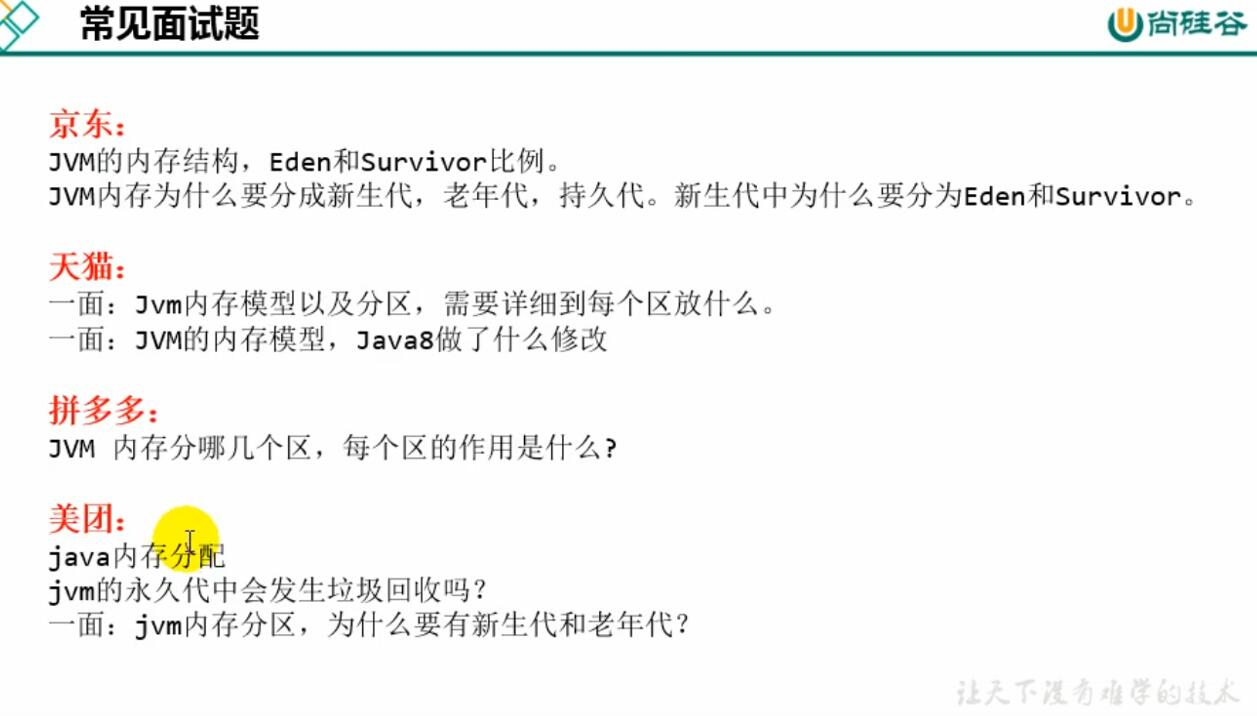 常见面试题
尚硅谷
京东：
JVM的内存结构，Eden和Survivor比例。
JVM内存为什么要分成新生代，老年代，持久代。新生代中为什么要分为Eden和Survivor。
天猫：
一面：Jvm内存模型以及分区，需要详细到每个区放什么。
一面：JVM的内存模型，Java8做了什么修改
拼多多：
JVM 内存分哪几个区，每个区的作用是什么?
美团：
java内存分配
jvm的永久代中会发生垃圾回收吗？
一面：jvm内存分区，为什么要有新生代和老年代？
让天下没有难学的技术